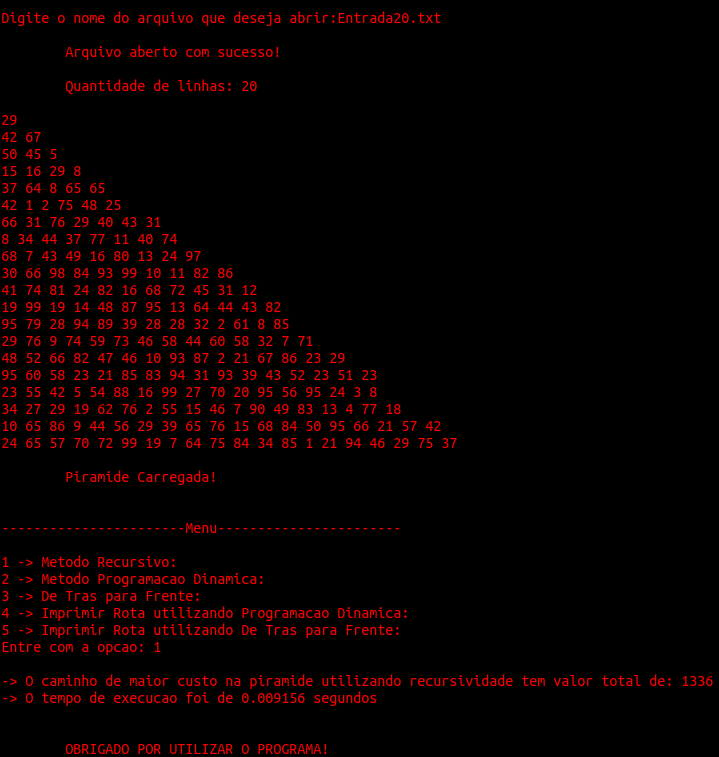 Digite o nome do arquivo que deseja abrir:Entrada20.txt
Arquivo aberto com sucesso!
Quantidade de linhas: 20
29
42 67
50 45 5
15 16 29 8
37 64 8 65 65
42 1 2 75 48 25
66 31 76 29 40 43 31
8 34 44 37 77 11 40 74
68 7 43 49 16 80 13 24 97
30 66 98 84 93 99 10 11 82 86
41 74 81 24 82 16 68 72 45 31 12
19 99 19 14 48 87 95 13 64 44 43 82
95 79 28 94 89 39 28 28 32 2 61 8 85
29 76 9 74 59 73 46 58 44 60 58 32 7 71
48 52 66 82 47 46 10 93 87 2 21 67 86 23 29
95 60 58 23 21 85 83 94 31 93 39 43 52 23 51 23
23 55 42 5 54 88 16 99 27 70 20 95 56 95 24 3 8
34 27 29 19 62 76 2 55 15 46 7 90 49 83 13 4 77 18
10 65 86 9 44 56 29 39 65 76 15 68 84 50 95 66 21 57 42
24 65 57 70 72 99 19 7 64 75 84 34 85 1 21 94 46 29 75 37
Piramide Carregada!
-----------------------Menu-----------------------
1 -> Metodo Recursivo:
2 -> Metodo Programacao Dinamica:
3 -> De Tras para Frente:
4 -> Imprimir Rota utilizando Programacao Dinamica:
5 -> Imprimir Rota utilizando De Tras para Frente:
Entre com a opcao: 1
-> O caminho de maior custo na piramide utilizando recursividade tem valor total de: 1336
-> O tempo de execucao foi de 0.009156 segundos
OBRIGADO POR UTILIZAR O PROGRAMA!